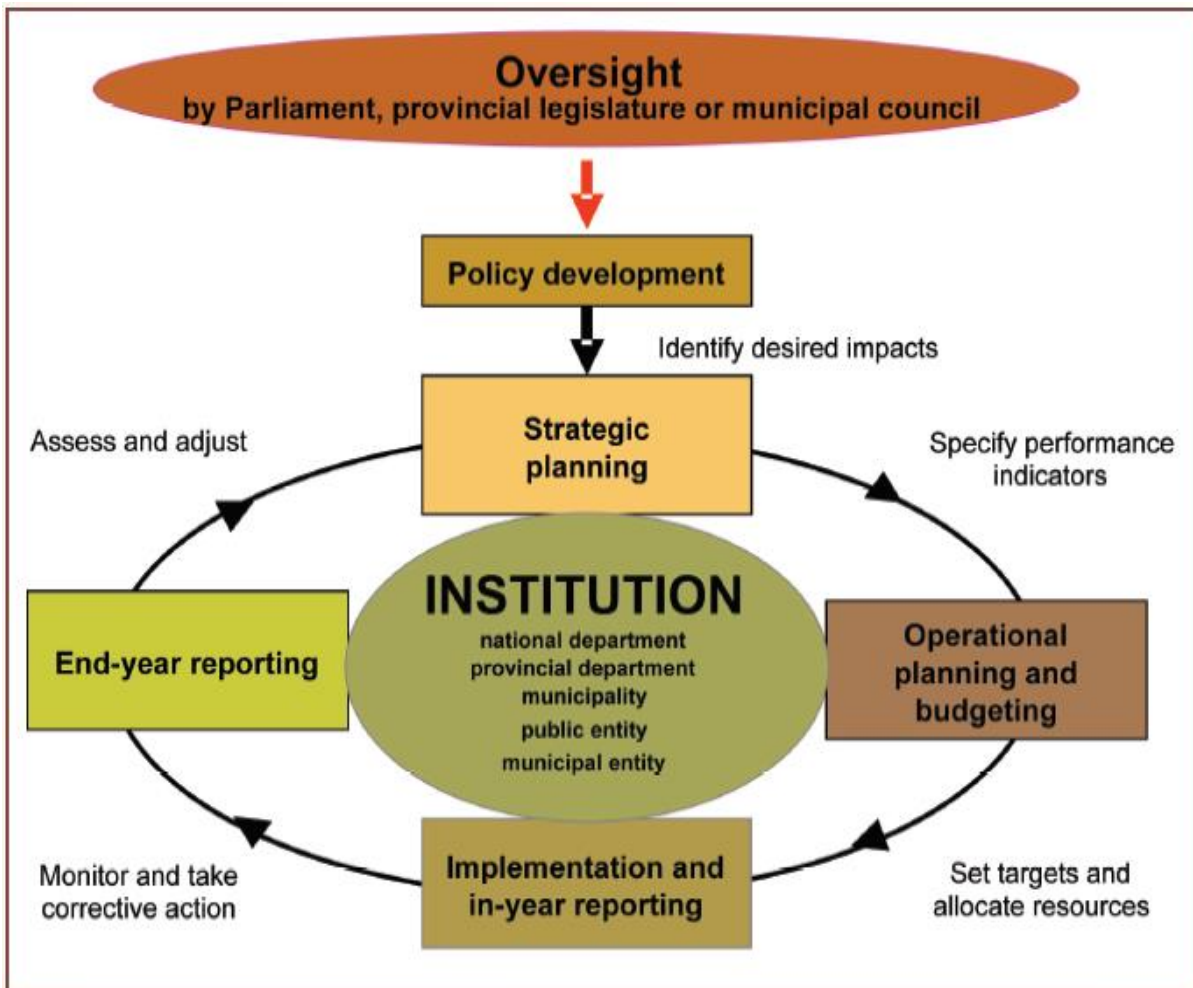 Oversight
by Parliament, provincial legislature or municipal council
Policy development
Identify desired impacts
Strategic
planning
Assess and adjust
Specify performance
indicators
INSTITUTION
national department
provincial department
municipality
public entity
municipal entity
End-year reporting
Operational
planning and
budgeting
Implementation and
in-year reporting
Monitor and take
corrective action
Set targets and
allocate resources